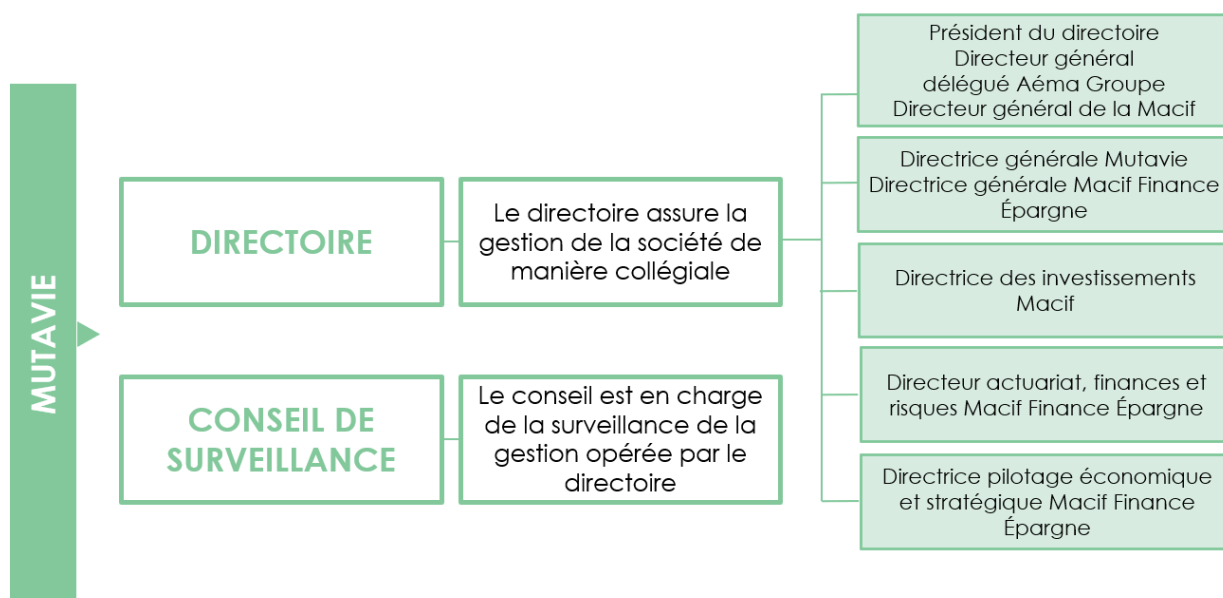 MUTAVIE
DIRECTOIRE
Le directoire assure la
gestion de la société de
manière collégiale
Président du directoire
Directeur général
délégué Aéma Groupe
Directeur général de la Macif
Directrice générale Mutavie
Directrice générale Macif Finance
Épargne
Directrice des investissements
Macif
Directeur actuariat, finances et
risques Macif Finance Épargne
Directrice pilotage économique
et stratégique Macif Finance
Épargne
CONSEIL DE
SURVEILLANCE
Le conseil est en charge
de la surveillance de la
gestion opérée par le
directoire